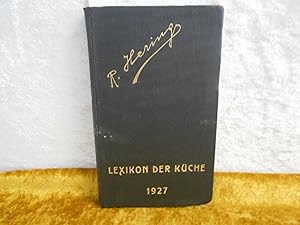 R. Hering
LEXIKON DER KÜCHE
1927